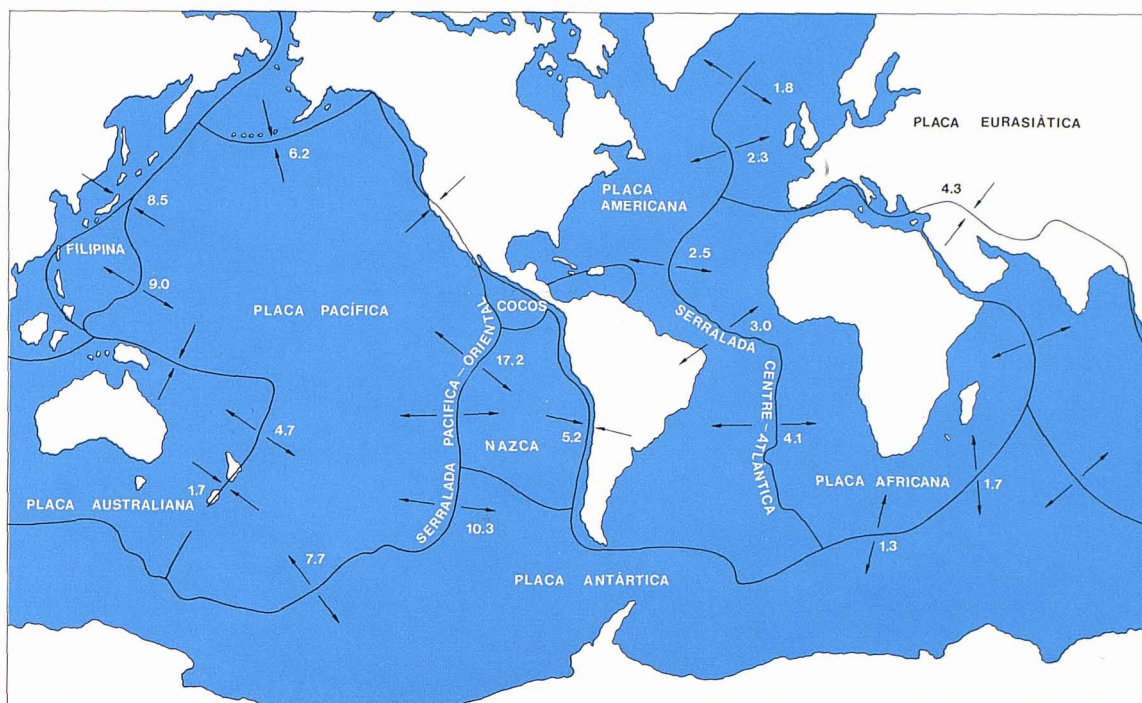 1.8
PLACA EURASIÀTICA
2.3
6.2
4.3
PLACA
AMERICANA
8.5
FILIPINA
2.5
9.0
PLACA PACÍFICA
COCOS
3.0
SERRALADA CENTRE-ATLÀNTICA
17.2
SERRALADA PACIFICA-ORIENTAL
4.7
NAZCA
5.2
4.1
1.7
PLACA AUSTRALIANA
PLACA AFRICANA
1.7
10.3
1.3
7.7
PLACA ANTÀRTICA